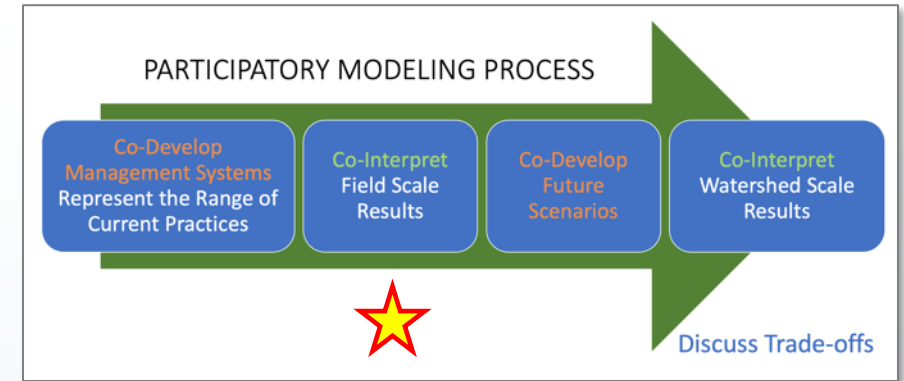 PARTICIPATORY MODELING PROCESS
Co-Develop
Management Systems
Represent the Range of
Current Practices
Co-Interpret
Field Scale
Results
Co-Develop
Future
Scenarios
Co-Interpret
Watershed Scale
Results
Discuss Trade-offs